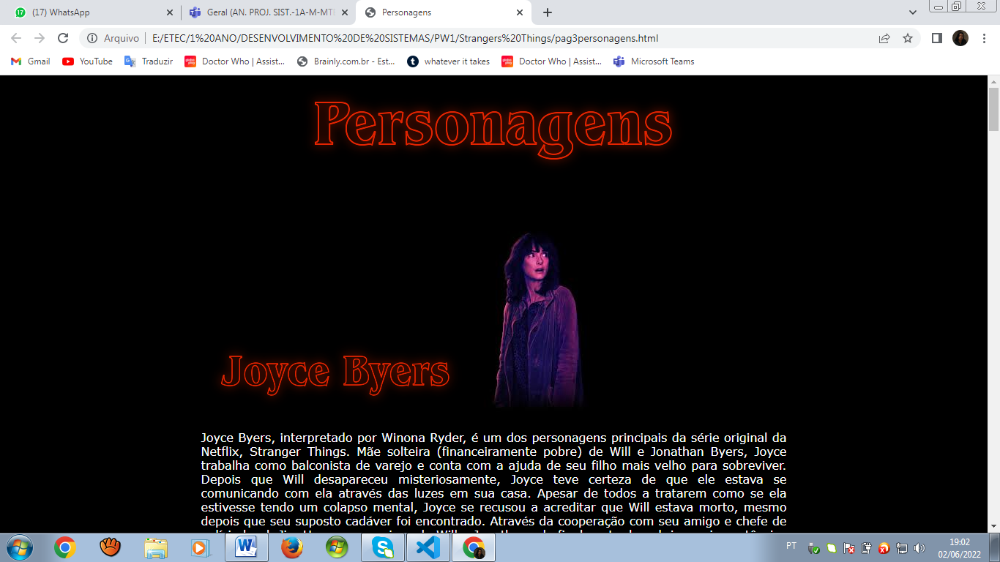 (17) WhatsApp
Geral (AN. PROJ. SIST.-1A-M-MTE
Personagens
Arquivo
E:/ETEC/1%20ANO/DESENVOLVIMENTO%20DE%20SISTEMAS/PW1/Strangers%20Things/pag3personagens.html
Gmail
YouTube
Traduzir
Doctor Who | Assist...
Brainly.com.br - Est...
whatever it takes
Doctor Who | Assist...
Microsoft Teams
Personagens
Joyce Byers
Joyce Byers, interpretado por Winona Ryder, é um dos personagens principais da série original da
Netflix, Stranger Things. Mãe solteira (financeiramente pobre) de Will e Jonathan Byers, Joyce
trabalha como balconista de varejo e conta com a ajuda de seu filho mais velho para sobreviver.
Depois que Will desapareceu misteriosamente, Joyce teve certeza de que ele estava se
comunicando com ela através das luzes em sua casa. Apesar de todos a tratarem como se ela
estivesse tendo um colapso mental, Joyce se recusou a acreditar que Will estava morto, mesmo
depois que seu suposto cadáver foi encontrado. Através da cooperação com seu amigo e chefe de
PT
19:02
02/06/2022